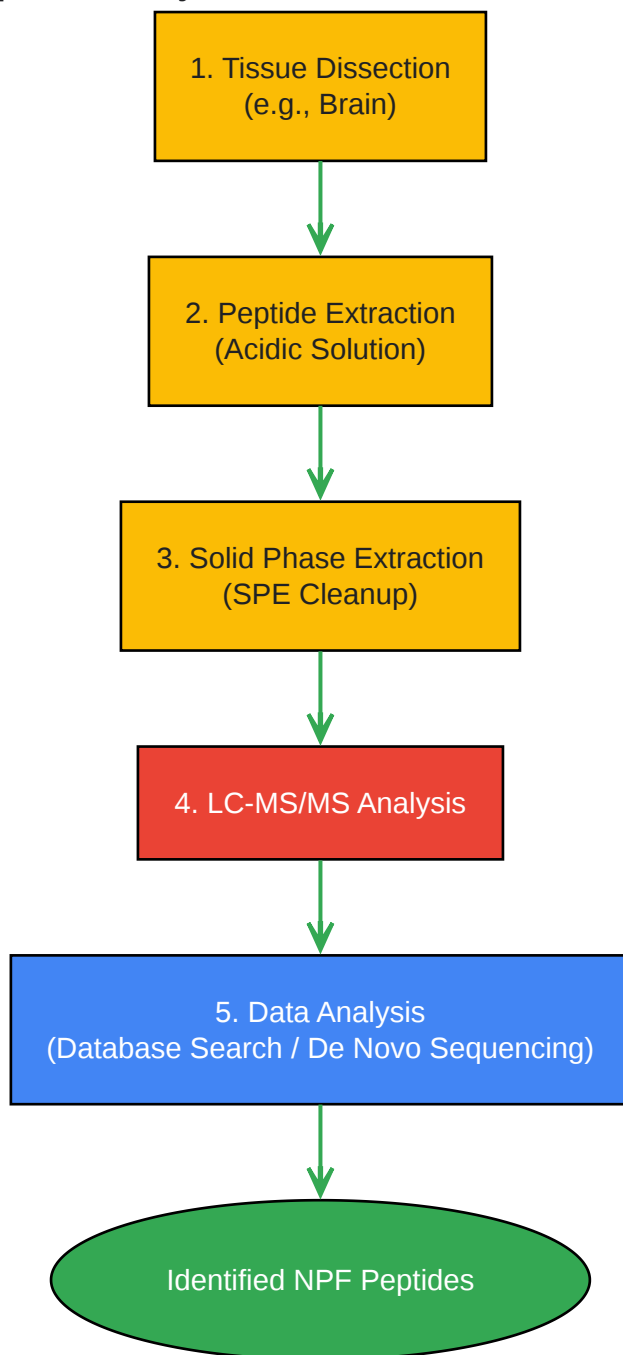 1. Tissue Dissection
(e.g., Brain)
2. Peptide Extraction
(Acidic Solution)
3. Solid Phase Extraction
(SPE Cleanup)
4. LC-MS/MS Analysis
5. Data Analysis
(Database Search / De Novo Sequencing)
Identified NPF Peptides